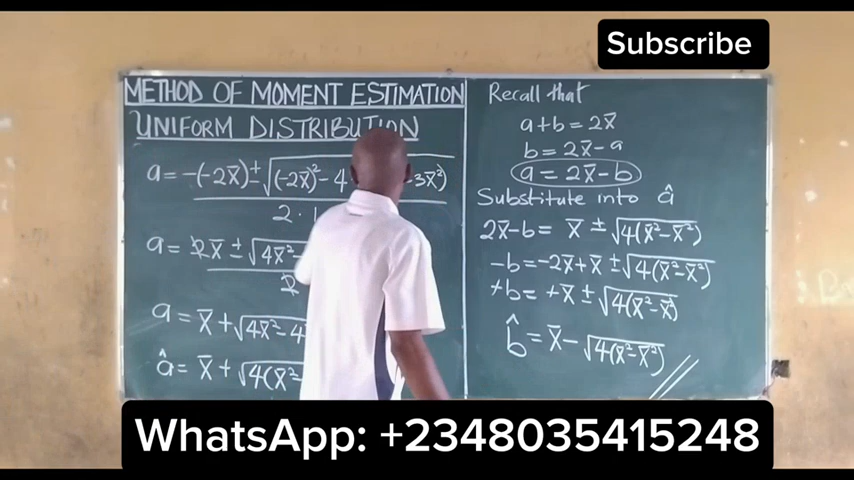 Subscribe
METHOD OF MOMENT ESTIMATION
UNIFORM DISTRIBUTION
a = -(-2x̄) ± √(-2x̄)² - 4 -3x̄²)
2 · 1
a = 2x̄ ± √4x̄² -
2
a = x̄ + √4x̄² - 4
â = x̄ + √4(x̄² -
Recall that
a + b = 2x̄
b = 2x̄ - a
a = 2x̄ - b
Substitute into â
2x̄ - b = x̄ ± √4(x̄² - x̄²)
-b = -2x̄ + x̄ ± √4(x̄² - x̄²)
+b = +x̄ ± √4(x̄² - x̄²)
b̂ = x̄ - √4(x̄² - x̄²)
WhatsApp: +2348035415248